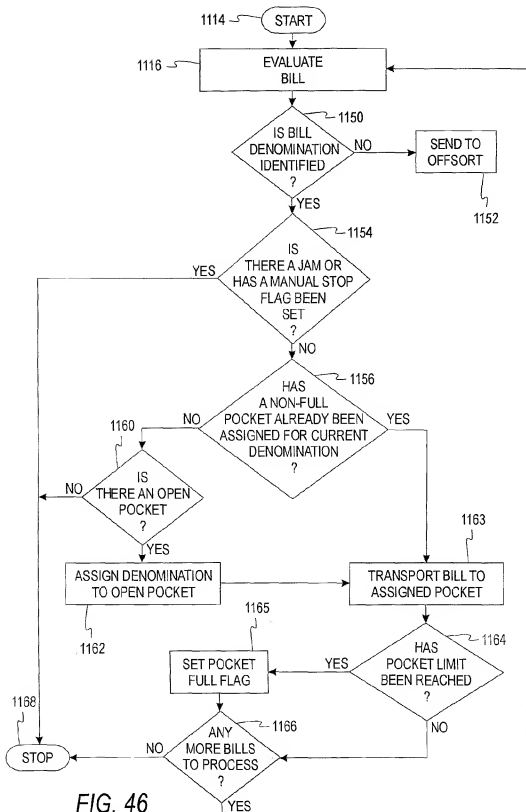 1114
START
1116
EVALUATE
BILL
1150
IS BILL
DENOMINATION
IDENTIFIED
?
NO
SEND TO
OFFSORT
1152
YES
1154
IS
THERE A JAM OR
HAS A MANUAL STOP
FLAG BEEN
SET
?
YES
NO
1156
HAS
A NON-FULL
POCKET ALREADY BEEN
ASSIGNED FOR CURRENT
DENOMINATION
?
NO
YES
1160
IS
THERE AN OPEN
POCKET
?
NO
YES
ASSIGN DENOMINATION
TO OPEN POCKET
1162
1163
TRANSPORT BILL TO
ASSIGNED POCKET
1164
HAS
POCKET LIMIT
BEEN REACHED
?
YES
NO
1165
SET POCKET
FULL FLAG
1166
ANY
MORE BILLS
TO PROCESS
?
NO
YES
1168
STOP
FIG. 46